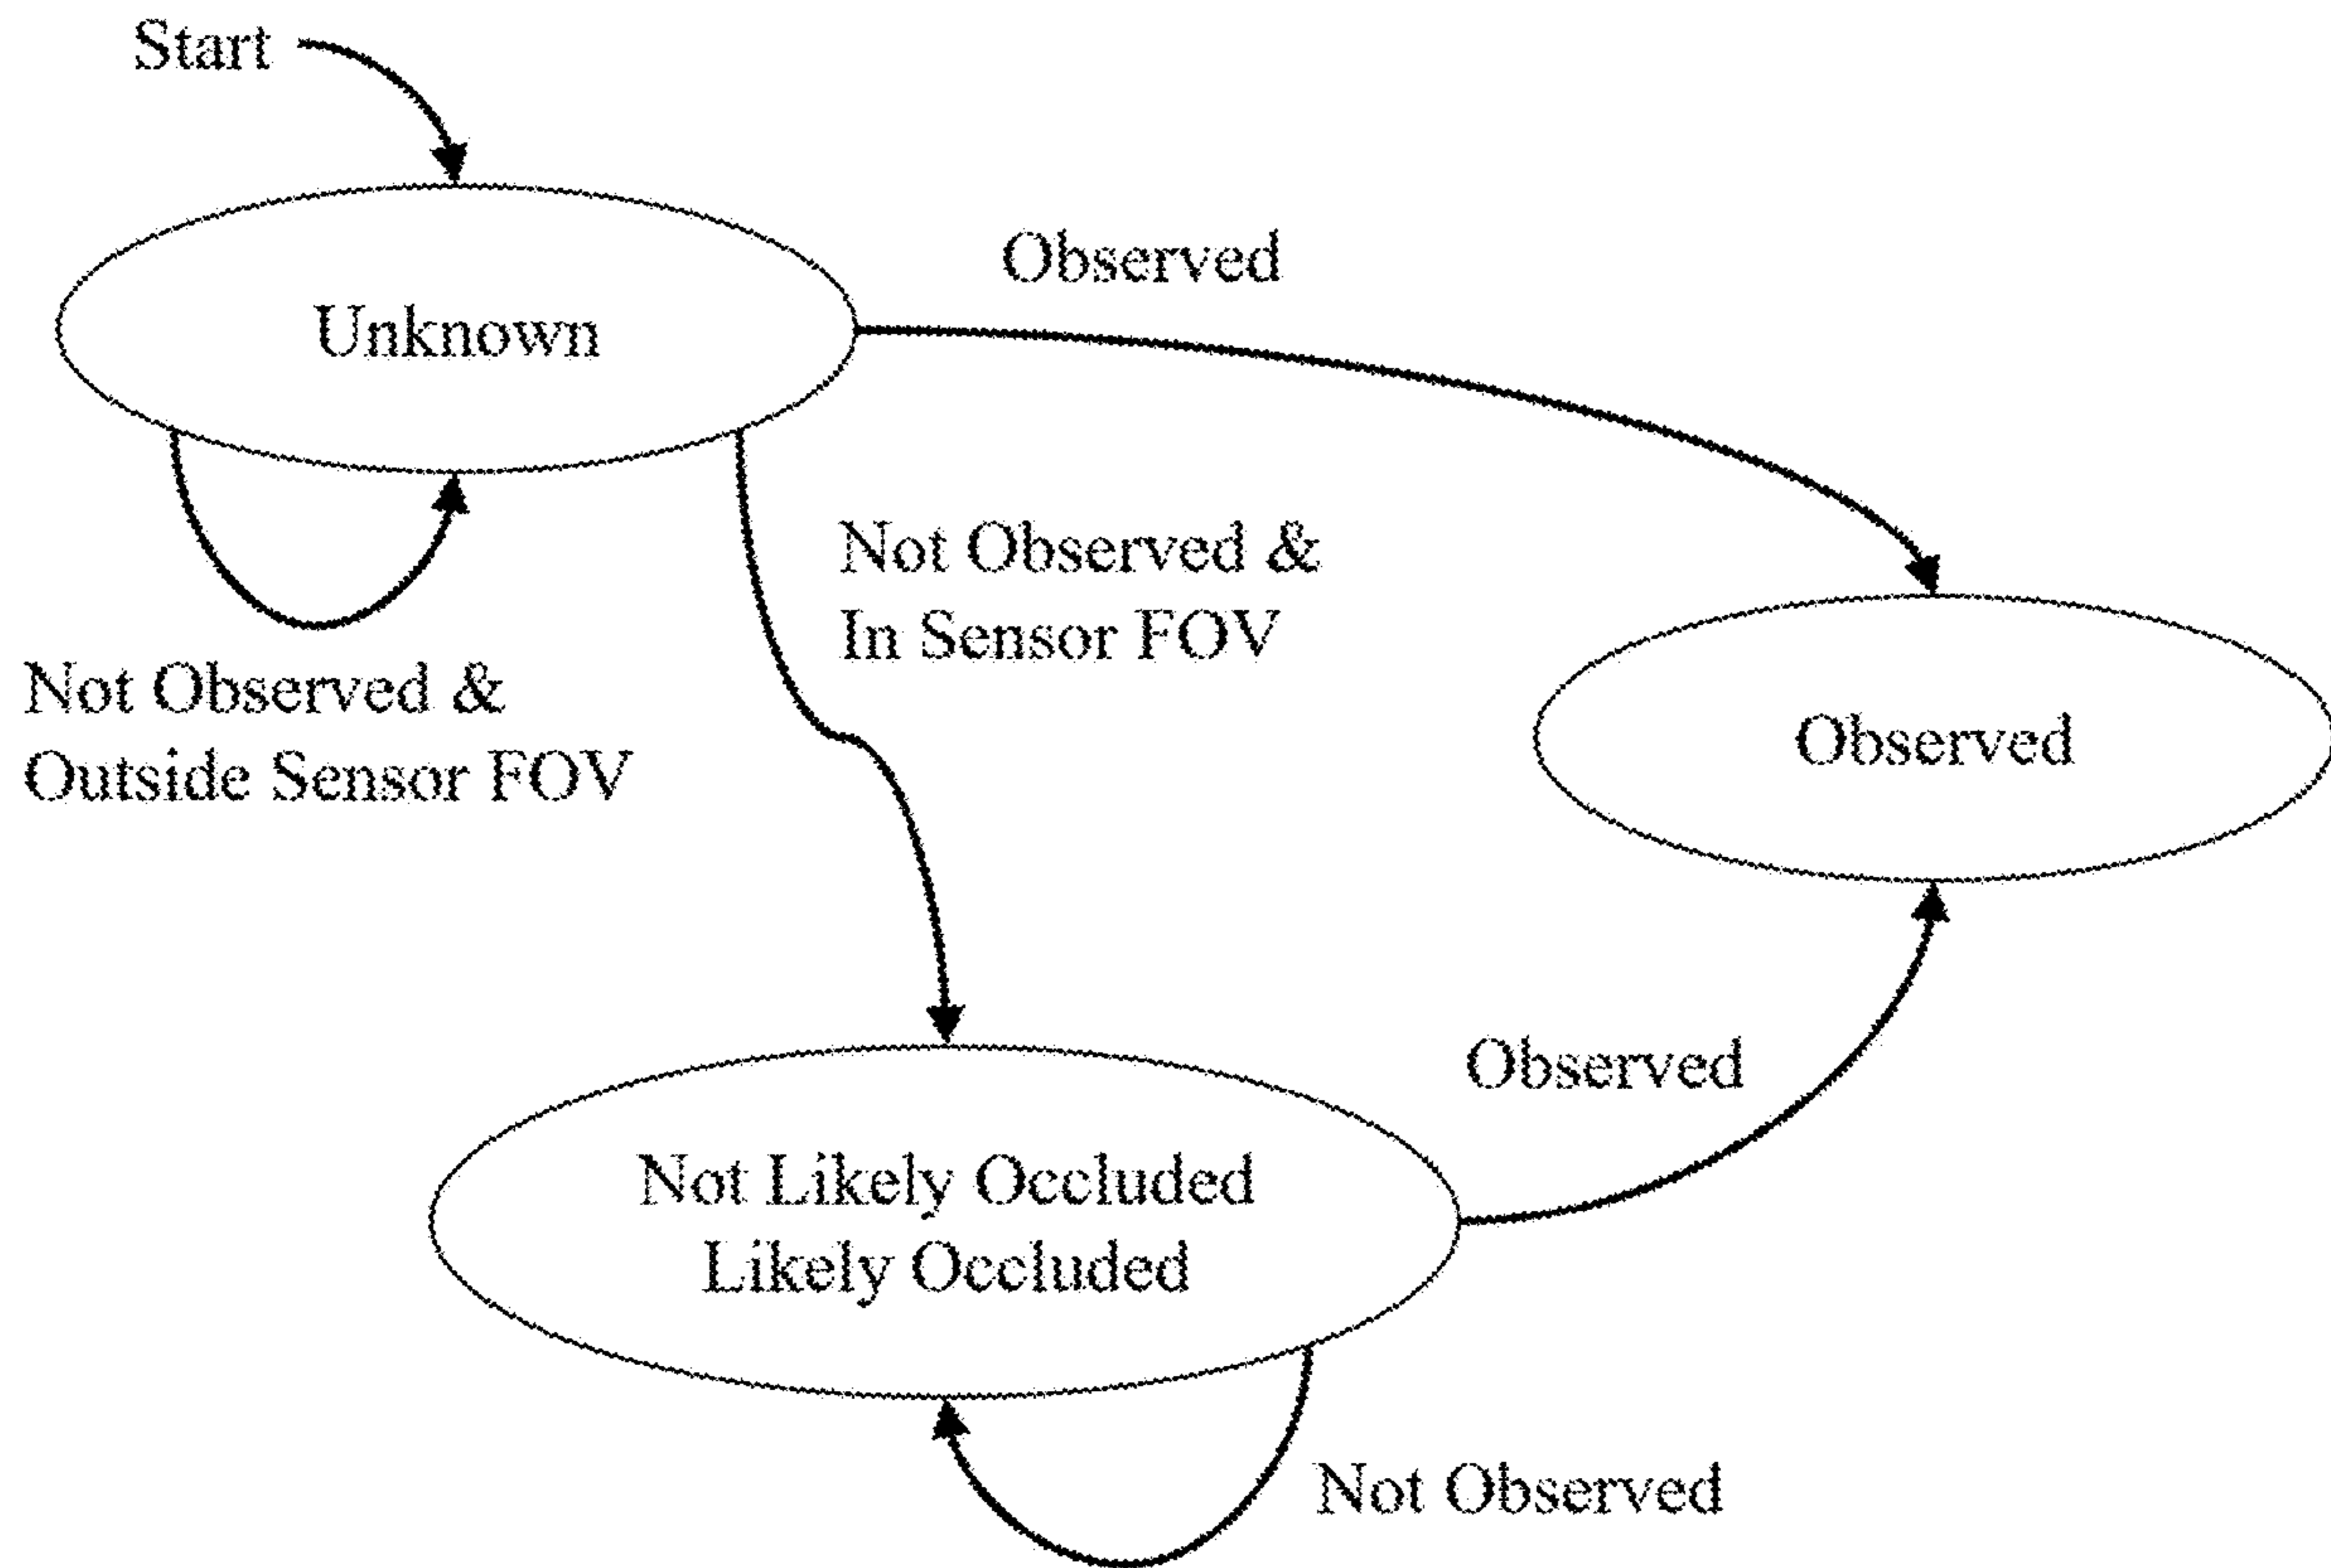 Start
Observed
Unknown
Not Observed &
In Sensor FOV
Not Observed &
Outside Sensor FOV
Observed
Observed
Not Likely Occluded
Likely Occluded
Not Observed